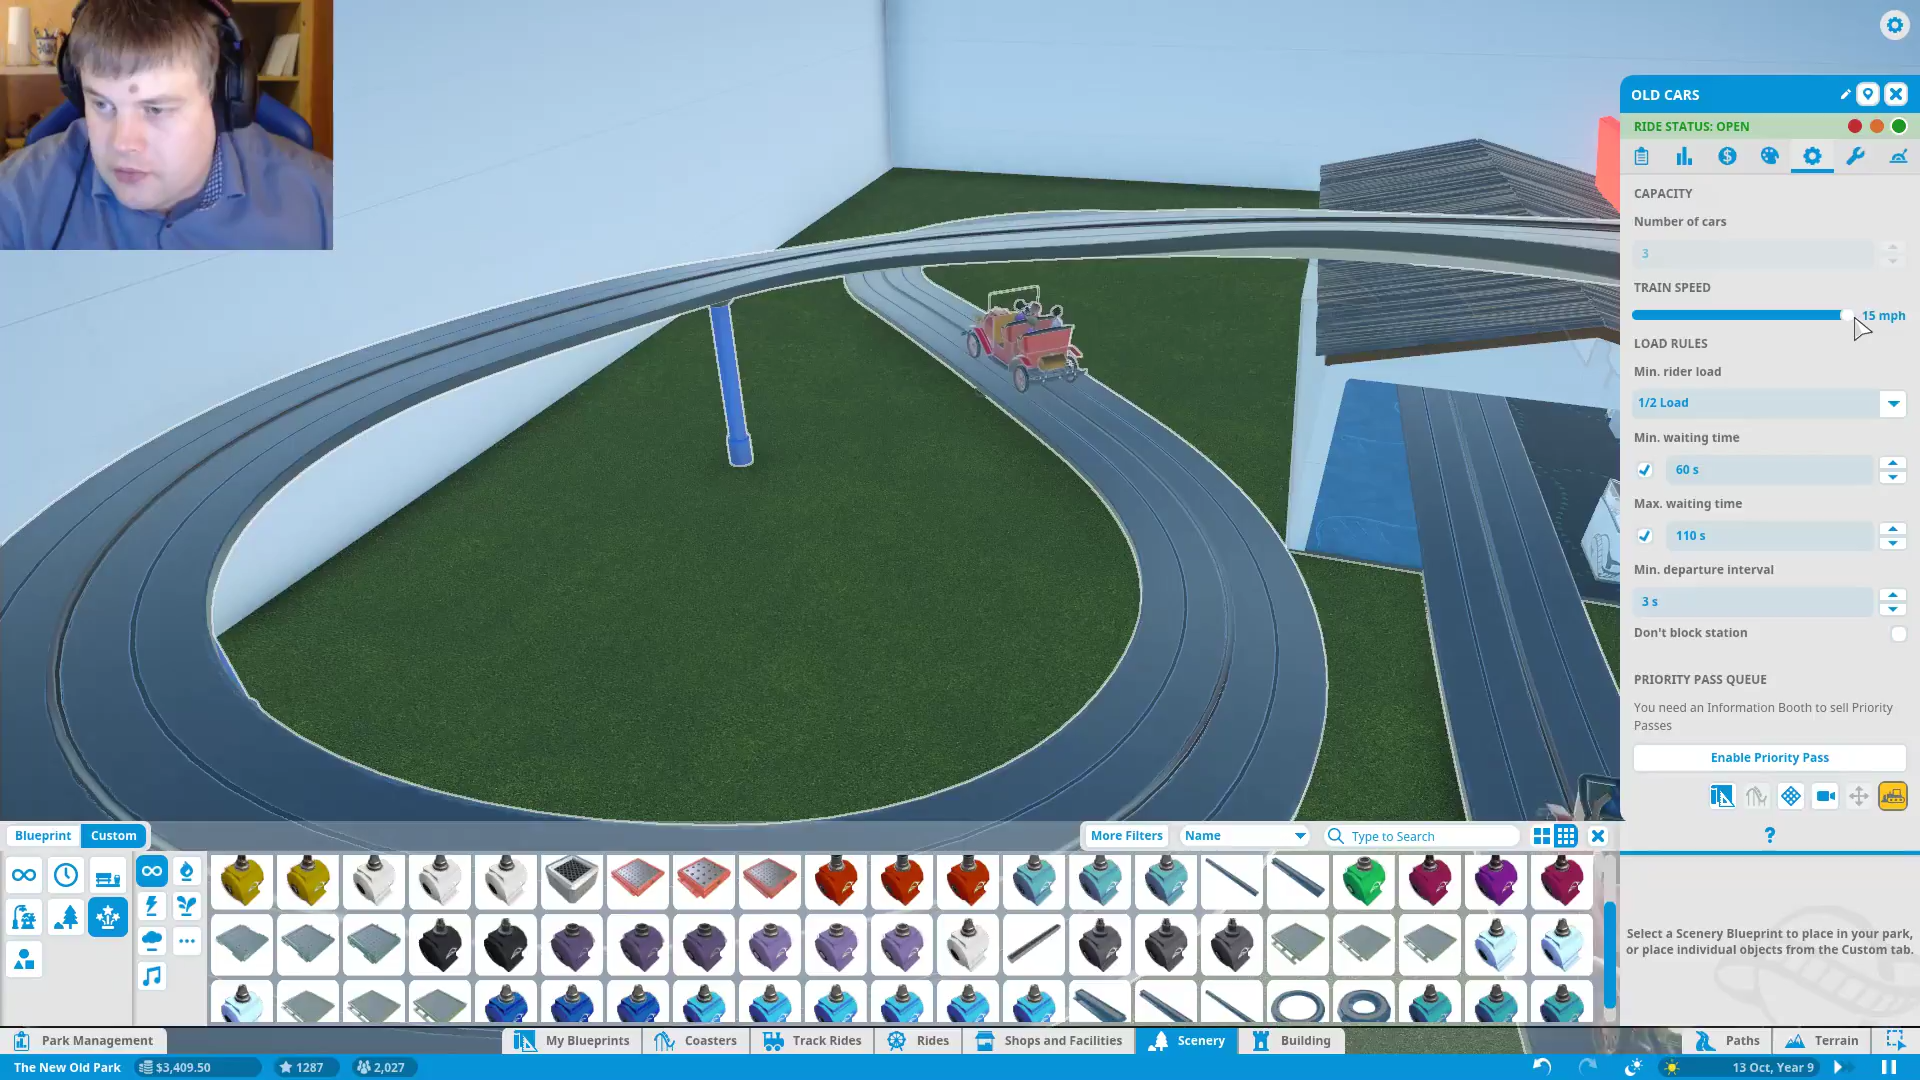 OLD CARS
RIDE STATUS: OPEN
CAPACITY
Number of cars
3
TRAIN SPEED
15 mph
LOAD RULES
Min. rider load
1/2 Load
Min. waiting time
60 s
Max. waiting time
110 s
Min. departure interval
3 s
Don't block station
PRIORITY PASS QUEUE
You need an Information Booth to sell Priority
Passes
Enable Priority Pass
?
Blueprint Custom
More Filters Name Type to Search
Select a Scenery Blueprint to place in your park,
or place individual objects from the Custom tab.
Park Management My Blueprints Coasters Track Rides Rides Shops and Facilities Scenery Building Paths Terrain
The New Old Park $3,409.50 1287 2,027 13 Oct, Year 9